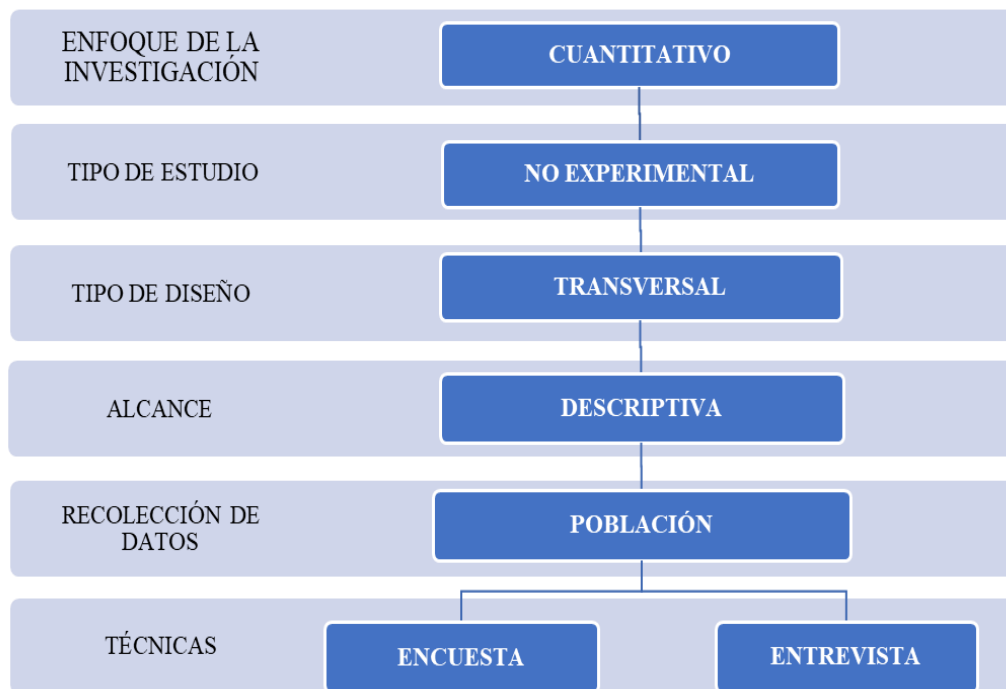 ENFOQUE DE LA
INVESTIGACIÓN
CUANTITATIVO
TIPO DE ESTUDIO
NO EXPERIMENTAL
TIPO DE DISEÑO
TRANSVERSAL
ALCANCE
DESCRIPTIVA
RECOLECCIÓN DE
DATOS
POBLACIÓN
TÉCNICAS
ENCUESTA
ENTREVISTA